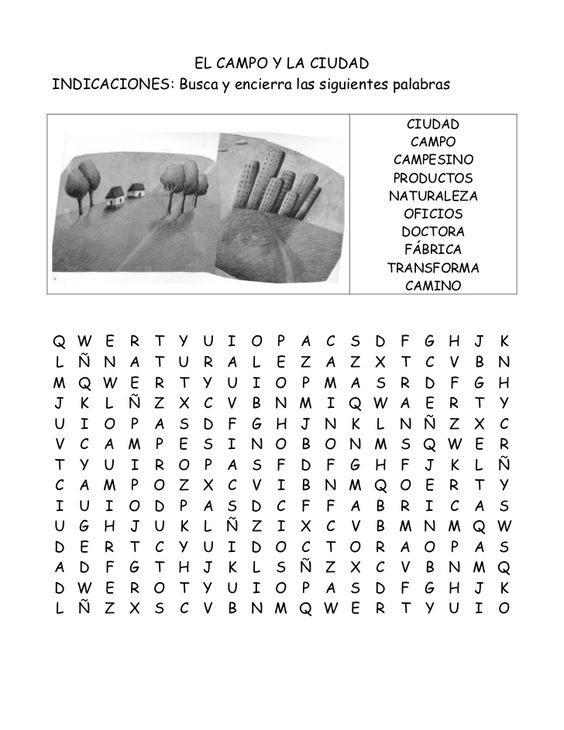 EL CAMPO Y LA CIUDAD
INDICACIONES: Busca y encierra las siguientes palabras
CIUDAD
CAMPO
CAMPESINO
PRODUCTOS
NATURALEZA
OFICIOS
DOCTORA
FÁBRICA
TRANSFORMA
CAMINO
Q W E R T Y U I O P A C S D F G H J K
L Ñ N A T U R A L E Z A Z X T C V B N
M Q W E R T Y U I O P M A S R D F G H
J K L Ñ Z X C V B N M I Q W A E R T Y
U I O P A S D F G H J N K L N Ñ Z X C
V C A M P E S I N O B O N M S Q W E R
T Y U I R O P A S F D F G H F J K L Ñ
C A M P O Z X C V I B N M Q O E R T Y
I U I O D P A S D C F F A B R I C A S
U G H J U K L Ñ Z I X C V B M N M Q W
D E R T C Y U I D O C T O R A O P A S
A D F G T H J K L S Ñ Z X C V B N M Q
D W E R O T Y U I O P A S D F G H J K
L Ñ Z X S C V B N M Q W E R T Y U I O